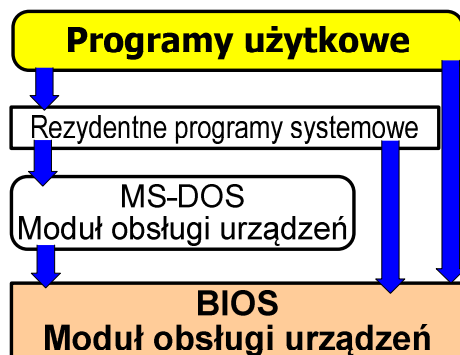 Programy użytkowe
Rezydentne programy systemowe
MS-DOS
Moduł obsługi urządzeń
BIOS
Moduł obsługi urządzeń